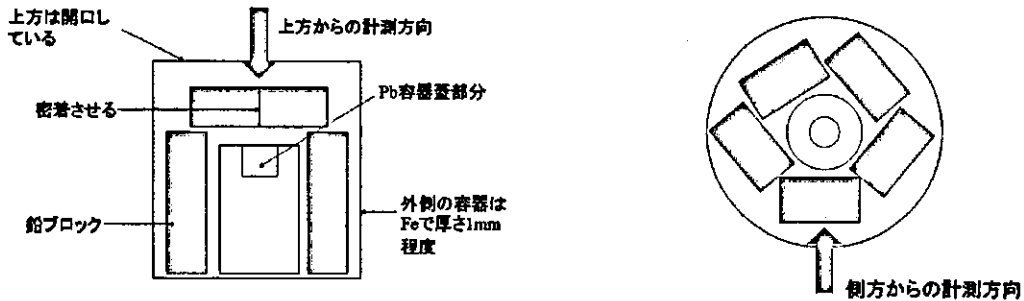 上方は開口し
ている
上方からの計測方向
密着させる
Pb容器蓋部分
鉛ブロック
外側の容器は
Feで厚さ1mm
程度
側方からの計測方向